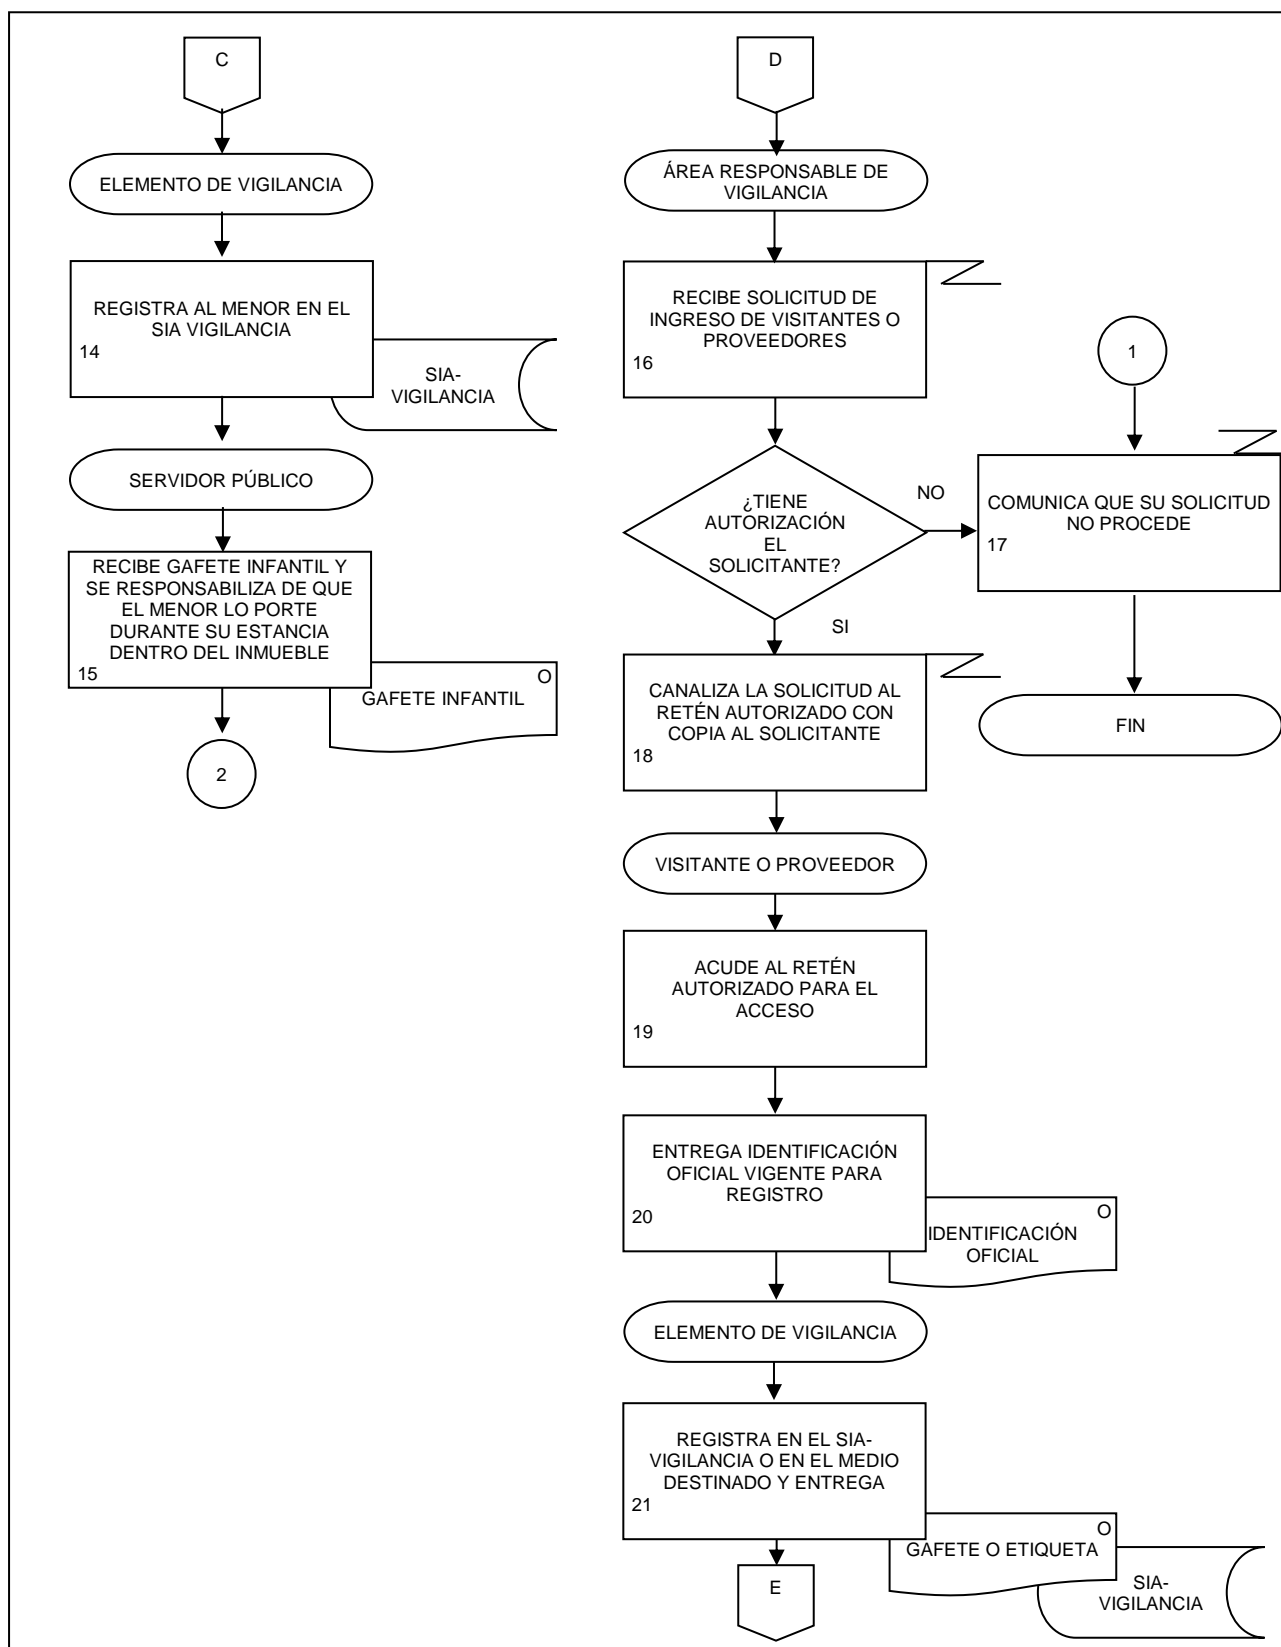 C
ELEMENTO DE VIGILANCIA
REGISTRA AL MENOR EN EL
SIA VIGILANCIA
14
SIA-
VIGILANCIA
SERVIDOR PÚBLICO
RECIBE GAFETE INFANTIL Y
SE RESPONSABILIZA DE QUE
EL MENOR LO PORTE
DURANTE SU ESTANCIA
DENTRO DEL INMUEBLE
15
O
GAFETE INFANTIL
2
D
ÁREA RESPONSABLE DE
VIGILANCIA
RECIBE SOLICITUD DE
INGRESO DE VISITANTES O
PROVEEDORES
16
¿TIENE
AUTORIZACIÓN
EL
SOLICITANTE?
NO
SI
1
COMUNICA QUE SU SOLICITUD
NO PROCEDE
17
FIN
CANALIZA LA SOLICITUD AL
RETÉN AUTORIZADO CON
COPIA AL SOLICITANTE
18
VISITANTE O PROVEEDOR
ACUDE AL RETÉN
AUTORIZADO PARA EL
ACCESO
19
ENTREGA IDENTIFICACIÓN
OFICIAL VIGENTE PARA
REGISTRO
20
O
IDENTIFICACIÓN
OFICIAL
ELEMENTO DE VIGILANCIA
REGISTRA EN EL SIA-
VIGILANCIA O EN EL MEDIO
DESTINADO Y ENTREGA
21
O
GAFETE O ETIQUETA
SIA-
VIGILANCIA
E